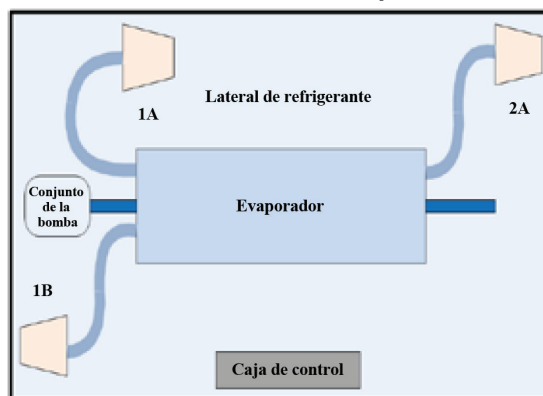 1A
Lateral de refrigerante
2A
Conjunto
de la
bomba
Evaporador
1B
Caja de control